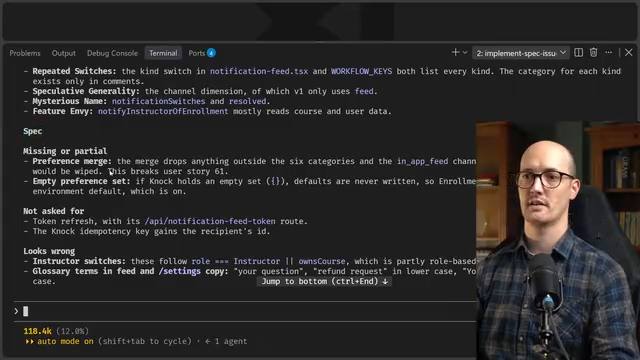 Problems Output Debug Console Terminal Ports 4
2: implement-spec-issu
- Repeated Switches: the kind switch in notification-feed.tsx and WORKFLOW_KEYS both list every kind. The category for each kind
exists only in comments.
- Speculative Generality: the channel dimension, of which v1 only uses feed.
- Mysterious Name: notificationSwitches and resolved.
- Feature Envy: notifyInstructorOfEnrollment mostly reads course and user data.
Spec
Missing or partial
- Preference merge: the merge drops anything outside the six categories and the in_app_feed chann
would be wiped. This breaks user story 61.
- Empty preference set: if Knock holds an empty set ({}), defaults are never written, so Enrollme
environment default, which is on.
Not asked for
- Token refresh, with its /api/notification-feed-token route.
- The Knock idempotency key gains the recipient's id.
Looks wrong
- Instructor switches: these follow role === Instructor || ownsCourse, which is partly role-based
- Glossary terms in feed and /settings copy: "your question", "refund request" in lower case, "Yo
case.
Jump to bottom (ctrl+End) ↓
118.4k (12.0%)
⏵⏵ auto mode on (shift+tab to cycle) · ← 1 agent